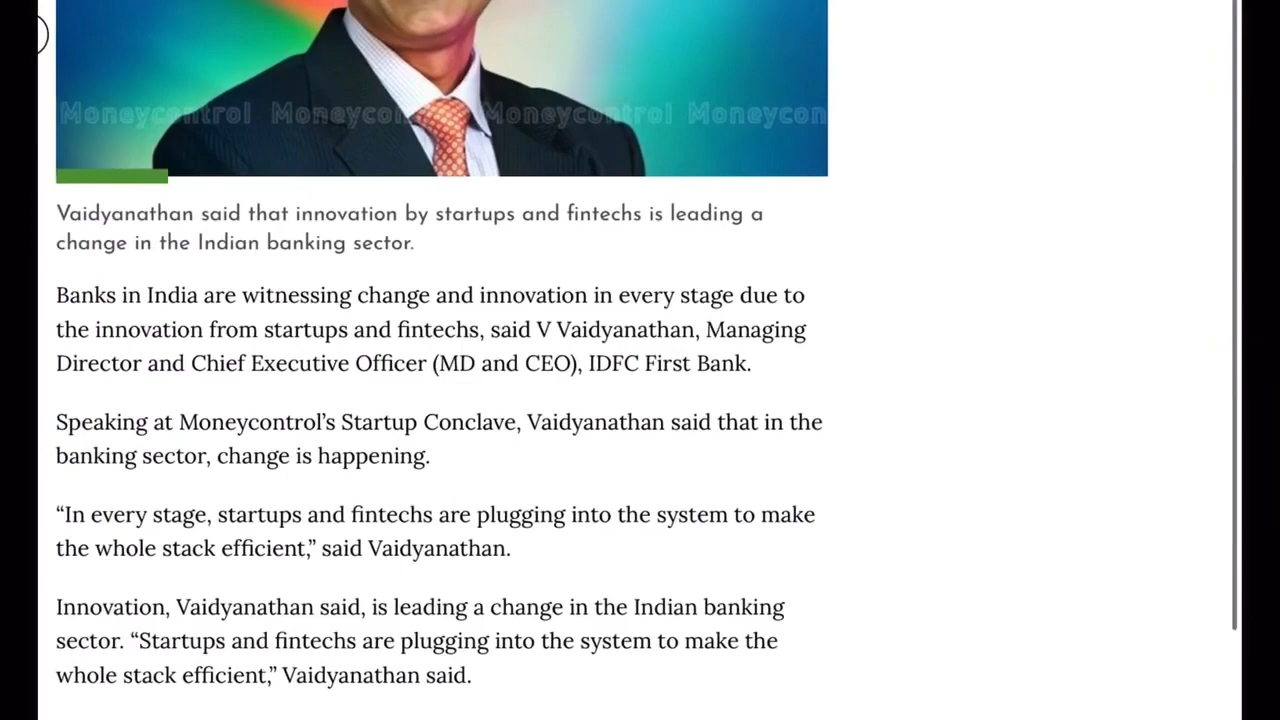 Moneycontrol Moneycon Moneycontrol Moneycon
Vaidyanathan said that innovation by startups and fintechs is leading a
change in the Indian banking sector.
Banks in India are witnessing change and innovation in every stage due to
the innovation from startups and fintechs, said V Vaidyanathan, Managing
Director and Chief Executive Officer (MD and CEO), IDFC First Bank.
Speaking at Moneycontrol’s Startup Conclave, Vaidyanathan said that in the
banking sector, change is happening.
“In every stage, startups and fintechs are plugging into the system to make
the whole stack efficient,” said Vaidyanathan.
Innovation, Vaidyanathan said, is leading a change in the Indian banking
sector. “Startups and fintechs are plugging into the system to make the
whole stack efficient,” Vaidyanathan said.